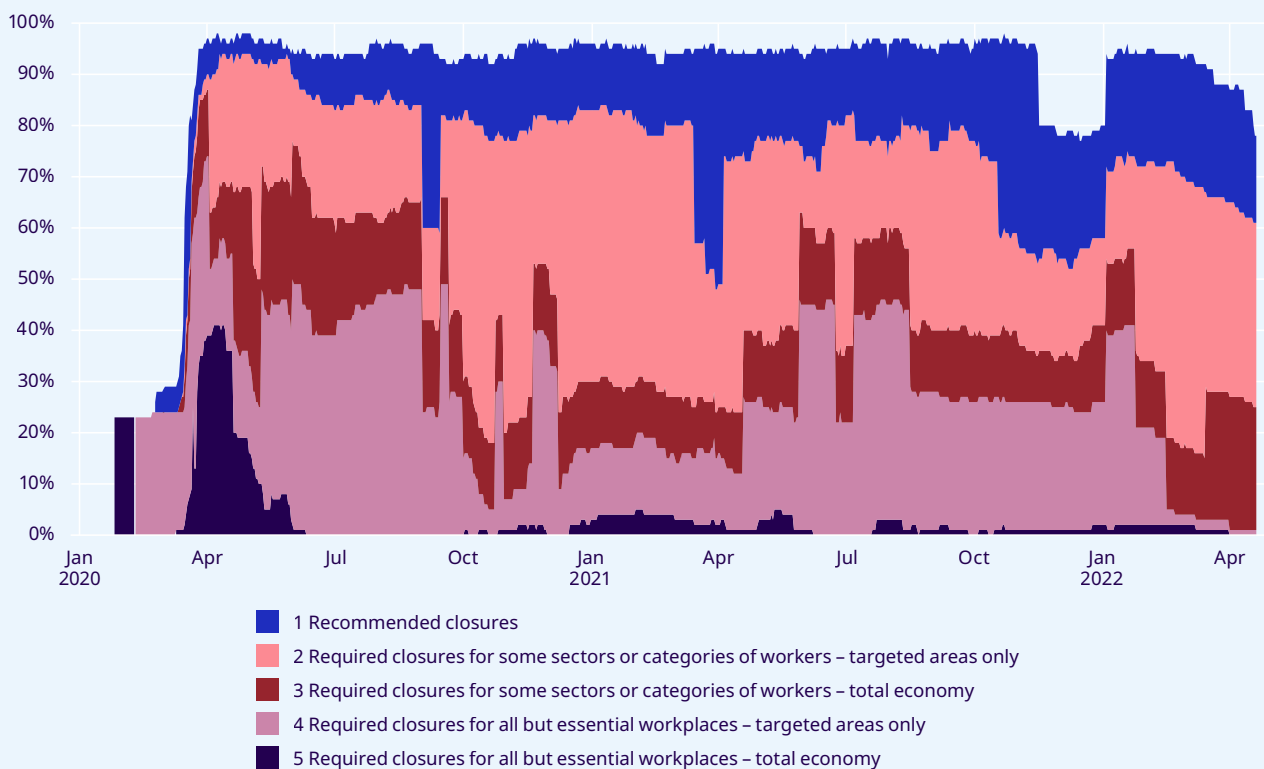 100%
90%
80%
70%
60%
50%
40%
30%
20%
10%
0%
Jan Apr Jul Oct Jan Apr Jul Oct Jan Apr
2020 2021 2022
1 Recommended closures
2 Required closures for some sectors or categories of workers – targeted areas only
3 Required closures for some sectors or categories of workers – total economy
4 Required closures for all but essential workplaces – targeted areas only
5 Required closures for all but essential workplaces – total economy